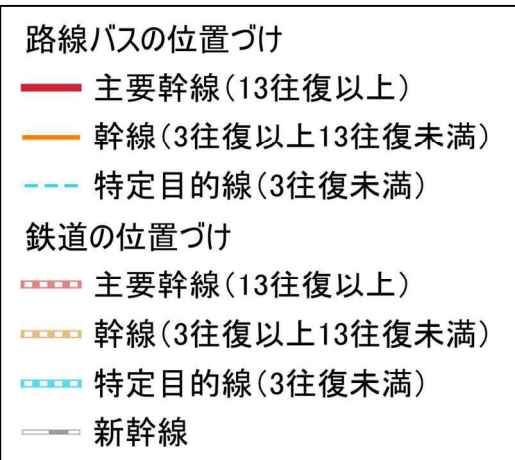 路線バスの位置づけ
主要幹線(13往復以上)
幹線(3往復以上13往復未満)
特定目的線(3往復未満)
鉄道の位置づけ
主要幹線(13往復以上)
幹線(3往復以上13往復未満)
特定目的線(3往復未満)
新幹線